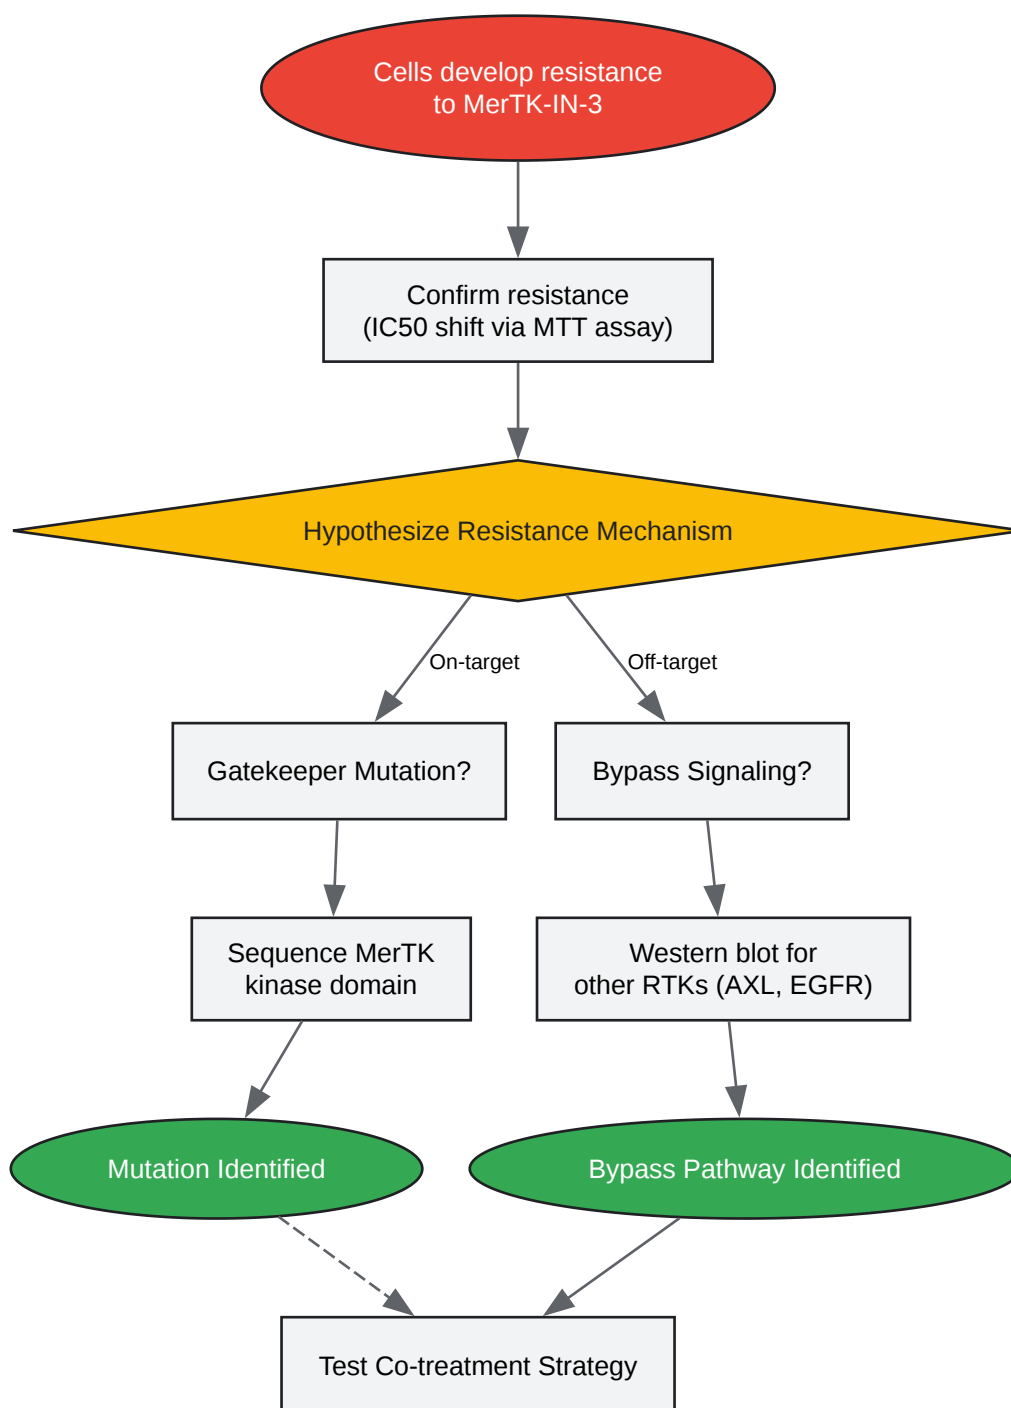 Cells develop resistance
to MerTK-IN-3
Confirm resistance
(IC50 shift via MTT assay)
Hypothesize Resistance Mechanism
On-target
Off-target
Gatekeeper Mutation?
Bypass Signaling?
Sequence MerTK
kinase domain
Western blot for
other RTKs (AXL, EGFR)
Mutation Identified
Bypass Pathway Identified
Test Co-treatment Strategy